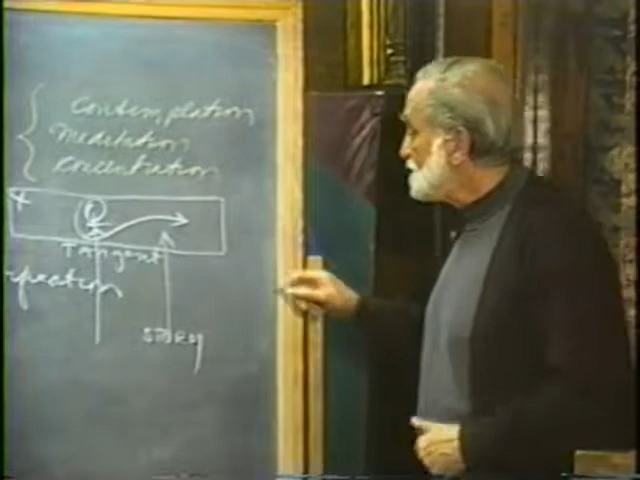 Contemplation
Meditation
Concentration
Tangent
STORY